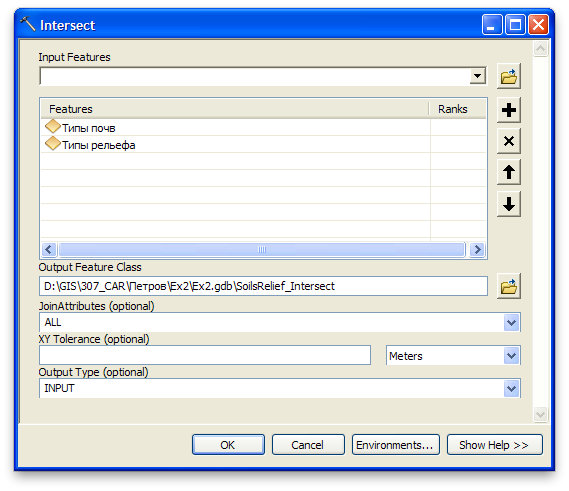 Intersect
Input Features
Features Ranks
Типы почв
Типы рельефа
Output Feature Class
D:\GIS\307_CAR\Петров\Ex2\Ex2.gdb\SoilsRelief_Intersect
JoinAttributes (optional)
ALL
XY Tolerance (optional)
Meters
Output Type (optional)
INPUT
OK Cancel Environments... Show Help >>